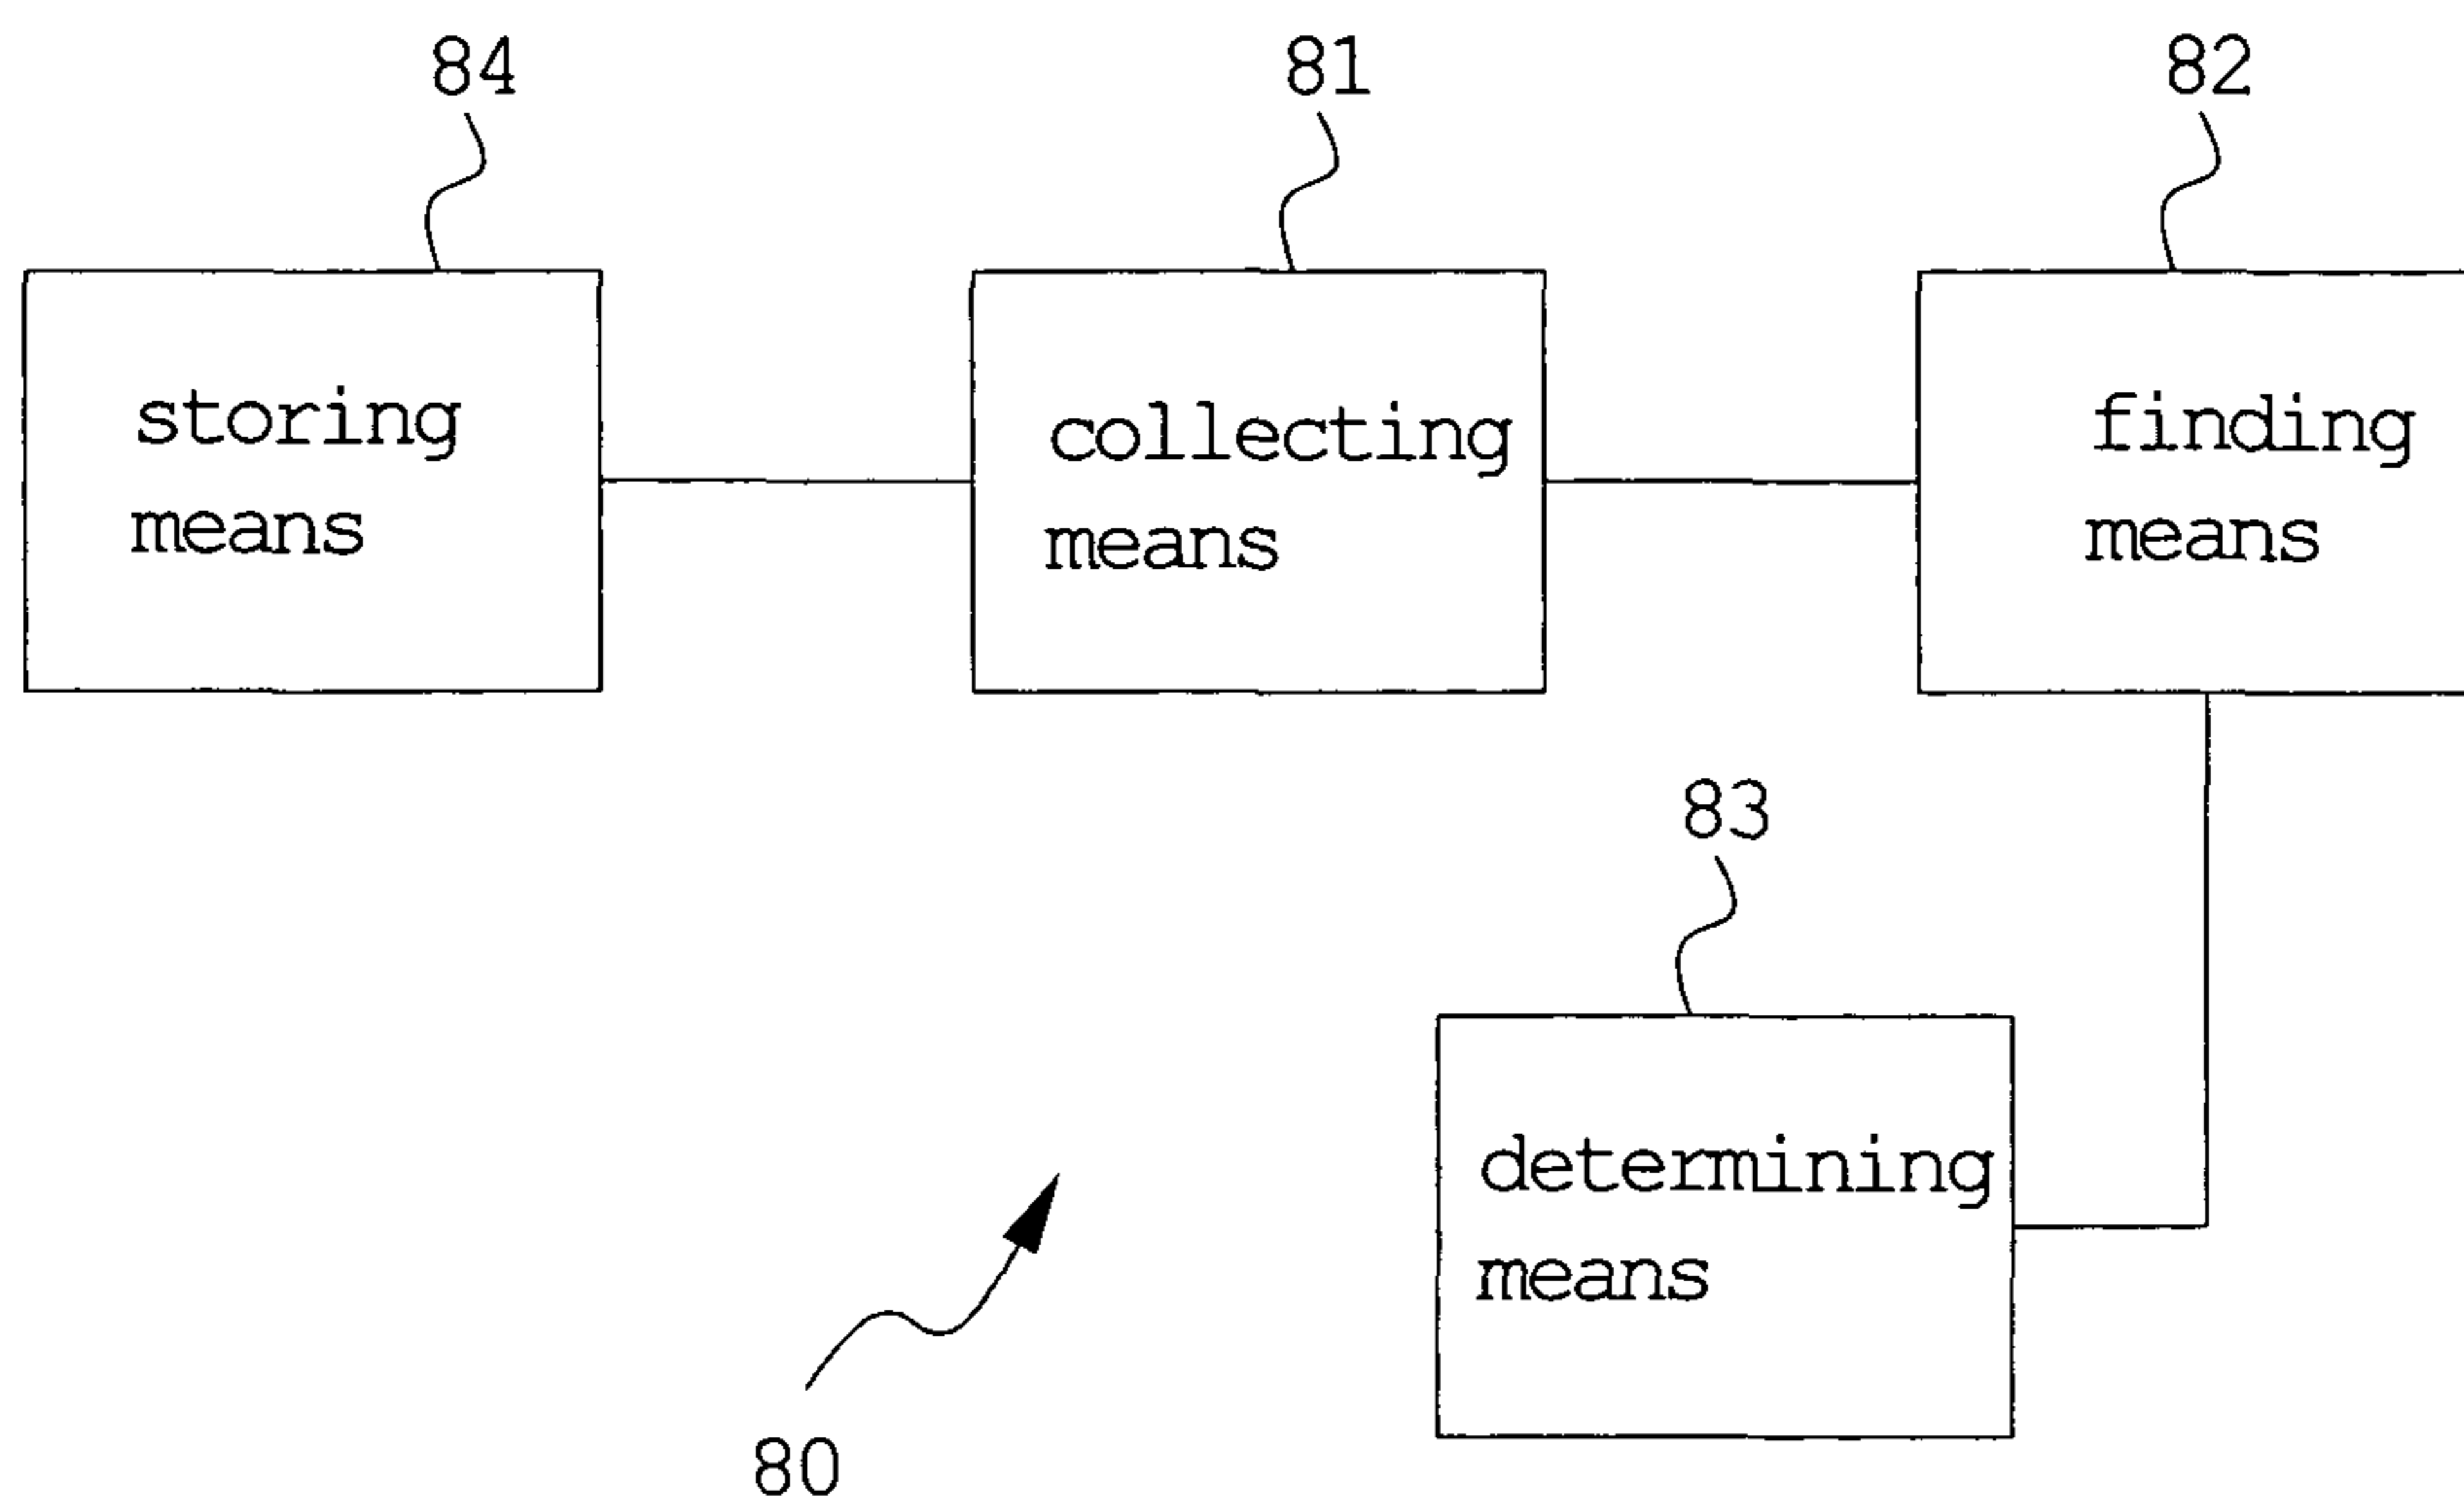 84
81
82
storing
means
collecting
means
finding
means
83
determining
means
80